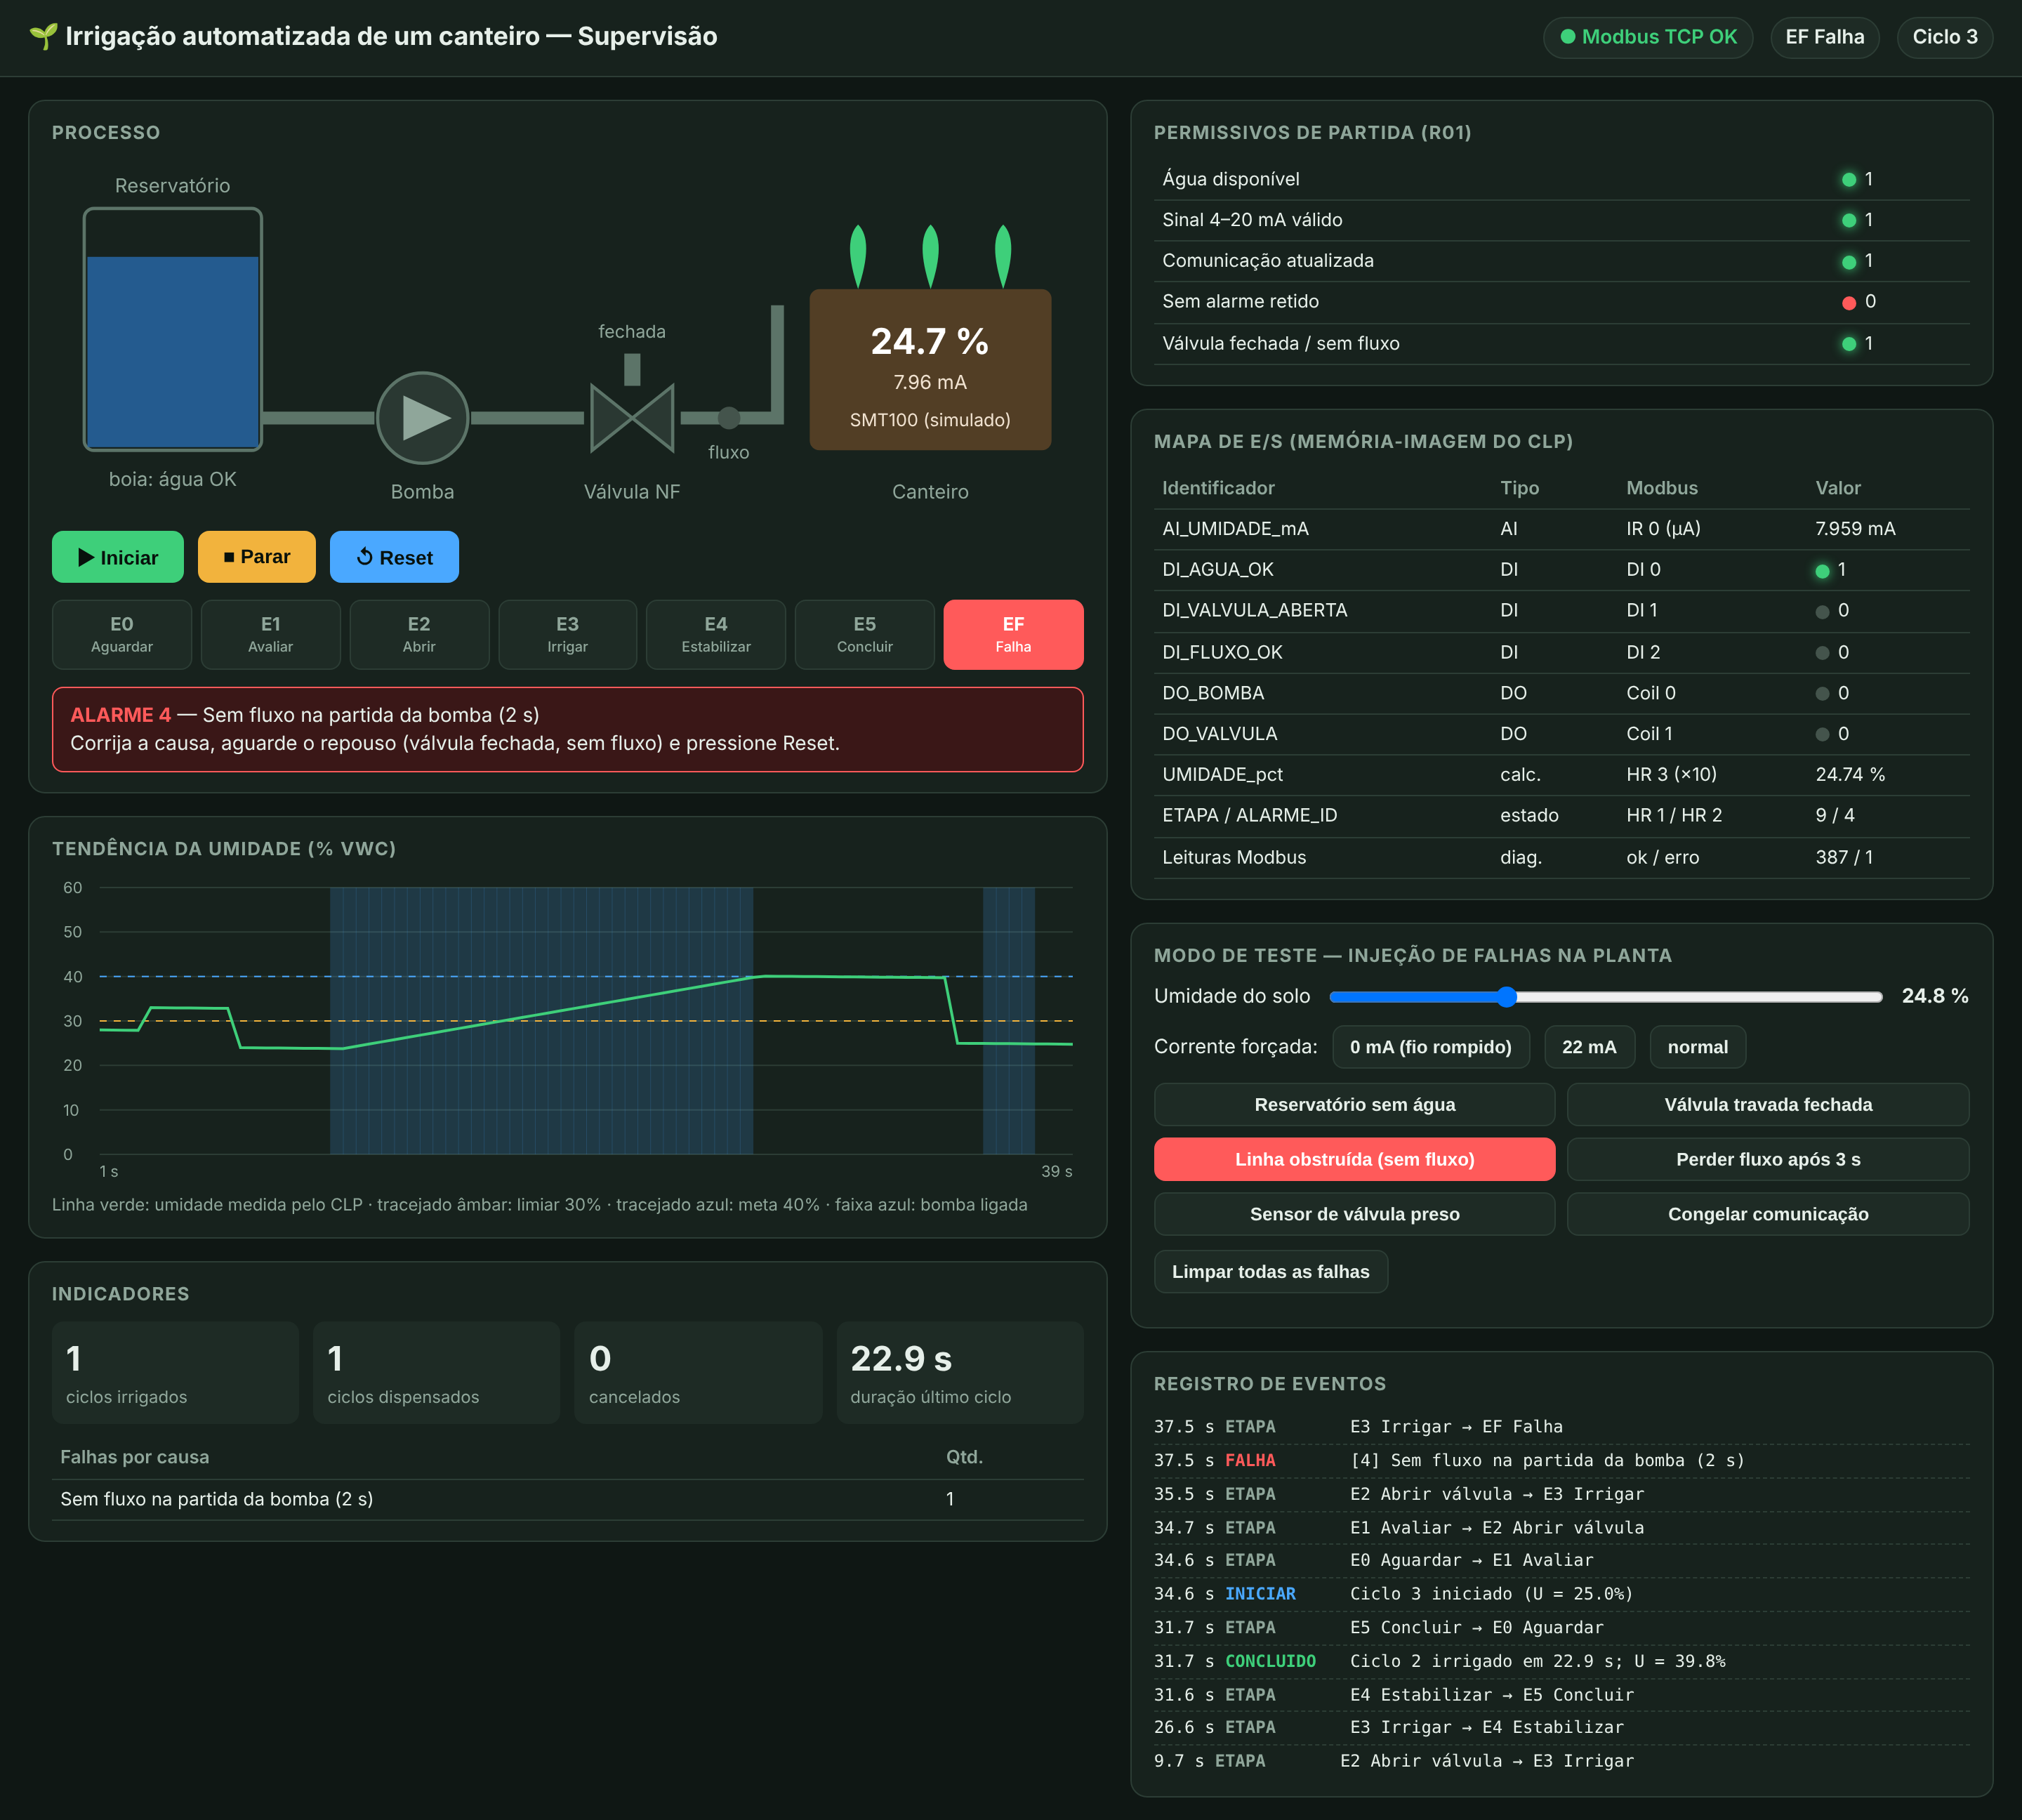 🌱 Irrigação automatizada de um canteiro — Supervisão
● Modbus TCP OK
EF Falha
Ciclo 3
PROCESSO
Reservatório
boia: água OK
Bomba
fechada
Válvula NF
fluxo
24.7 %
7.96 mA
SMT100 (simulado)
Canteiro
▶ Iniciar
■ Parar
↺ Reset
E0
Aguardar
E1
Avaliar
E2
Abrir
E3
Irrigar
E4
Estabilizar
E5
Concluir
EF
Falha
ALARME 4 — Sem fluxo na partida da bomba (2 s)
Corrija a causa, aguarde o repouso (válvula fechada, sem fluxo) e pressione Reset.
TENDÊNCIA DA UMIDADE (% VWC)
60
50
40
30
20
10
0
1 s
39 s
Linha verde: umidade medida pelo CLP · tracejado âmbar: limiar 30% · tracejado azul: meta 40% · faixa azul: bomba ligada
INDICADORES
1
ciclos irrigados
1
ciclos dispensados
0
cancelados
22.9 s
duração último ciclo
Falhas por causa Qtd.
Sem fluxo na partida da bomba (2 s) 1
PERMISSIVOS DE PARTIDA (R01)
Água disponível 1
Sinal 4–20 mA válido 1
Comunicação atualizada 1
Sem alarme retido 0
Válvula fechada / sem fluxo 1
MAPA DE E/S (MEMÓRIA-IMAGEM DO CLP)
Identificador Tipo Modbus Valor
AI_UMIDADE_mA AI IR 0 (µA) 7.959 mA
DI_AGUA_OK DI DI 0 1
DI_VALVULA_ABERTA DI DI 1 0
DI_FLUXO_OK DI DI 2 0
DO_BOMBA DO Coil 0 0
DO_VALVULA DO Coil 1 0
UMIDADE_pct calc. HR 3 (×10) 24.74 %
ETAPA / ALARME_ID estado HR 1 / HR 2 9 / 4
Leituras Modbus diag. ok / erro 387 / 1
MODO DE TESTE — INJEÇÃO DE FALHAS NA PLANTA
Umidade do solo 24.8 %
Corrente forçada: 0 mA (fio rompido) 22 mA normal
Reservatório sem água
Válvula travada fechada
Linha obstruída (sem fluxo)
Perder fluxo após 3 s
Sensor de válvula preso
Congelar comunicação
Limpar todas as falhas
REGISTRO DE EVENTOS
37.5 s ETAPA E3 Irrigar → EF Falha
37.5 s FALHA [4] Sem fluxo na partida da bomba (2 s)
35.5 s ETAPA E2 Abrir válvula → E3 Irrigar
34.7 s ETAPA E1 Avaliar → E2 Abrir válvula
34.6 s ETAPA E0 Aguardar → E1 Avaliar
34.6 s INICIAR Ciclo 3 iniciado (U = 25.0%)
31.7 s ETAPA E5 Concluir → E0 Aguardar
31.7 s CONCLUIDO Ciclo 2 irrigado em 22.9 s; U = 39.8%
31.6 s ETAPA E4 Estabilizar → E5 Concluir
26.6 s ETAPA E3 Irrigar → E4 Estabilizar
9.7 s ETAPA E2 Abrir válvula → E3 Irrigar